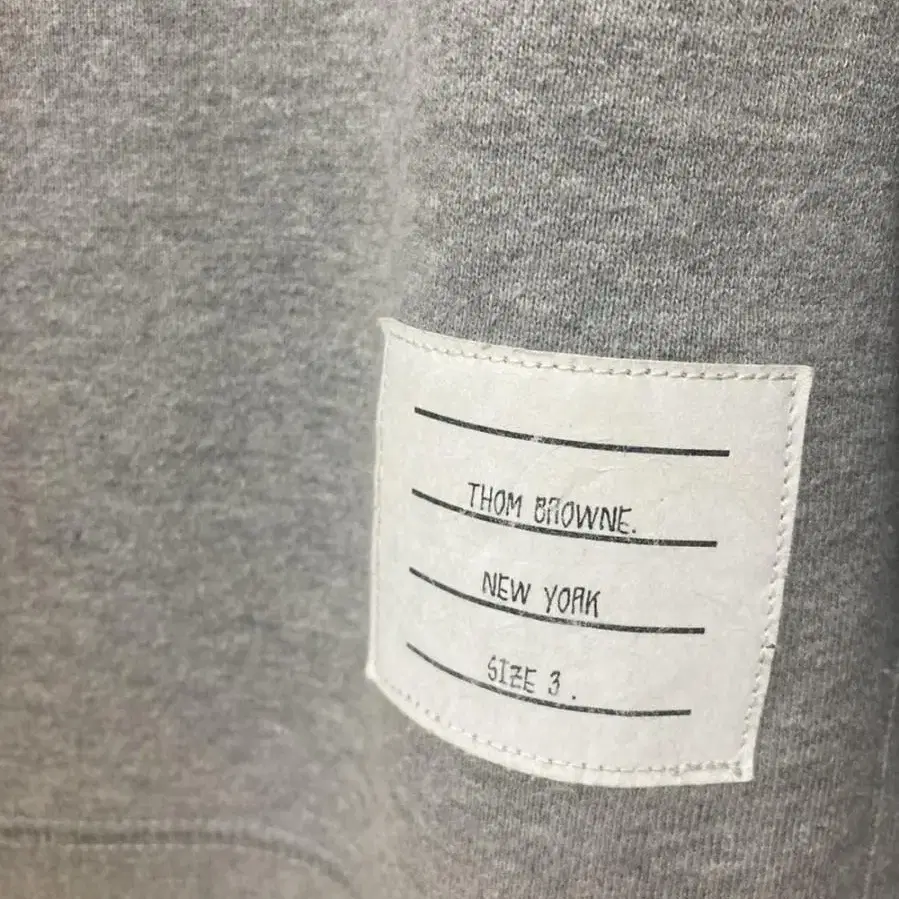 THOM BROWNE.
NEW YORK
SIZE 3 .